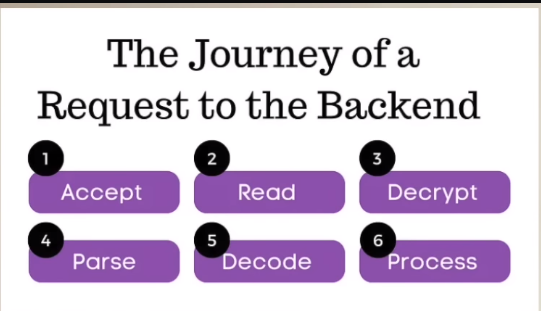 The Journey of a
Request to the Backend
1
Accept
2
Read
3
Decrypt
4
Parse
5
Decode
6
Process